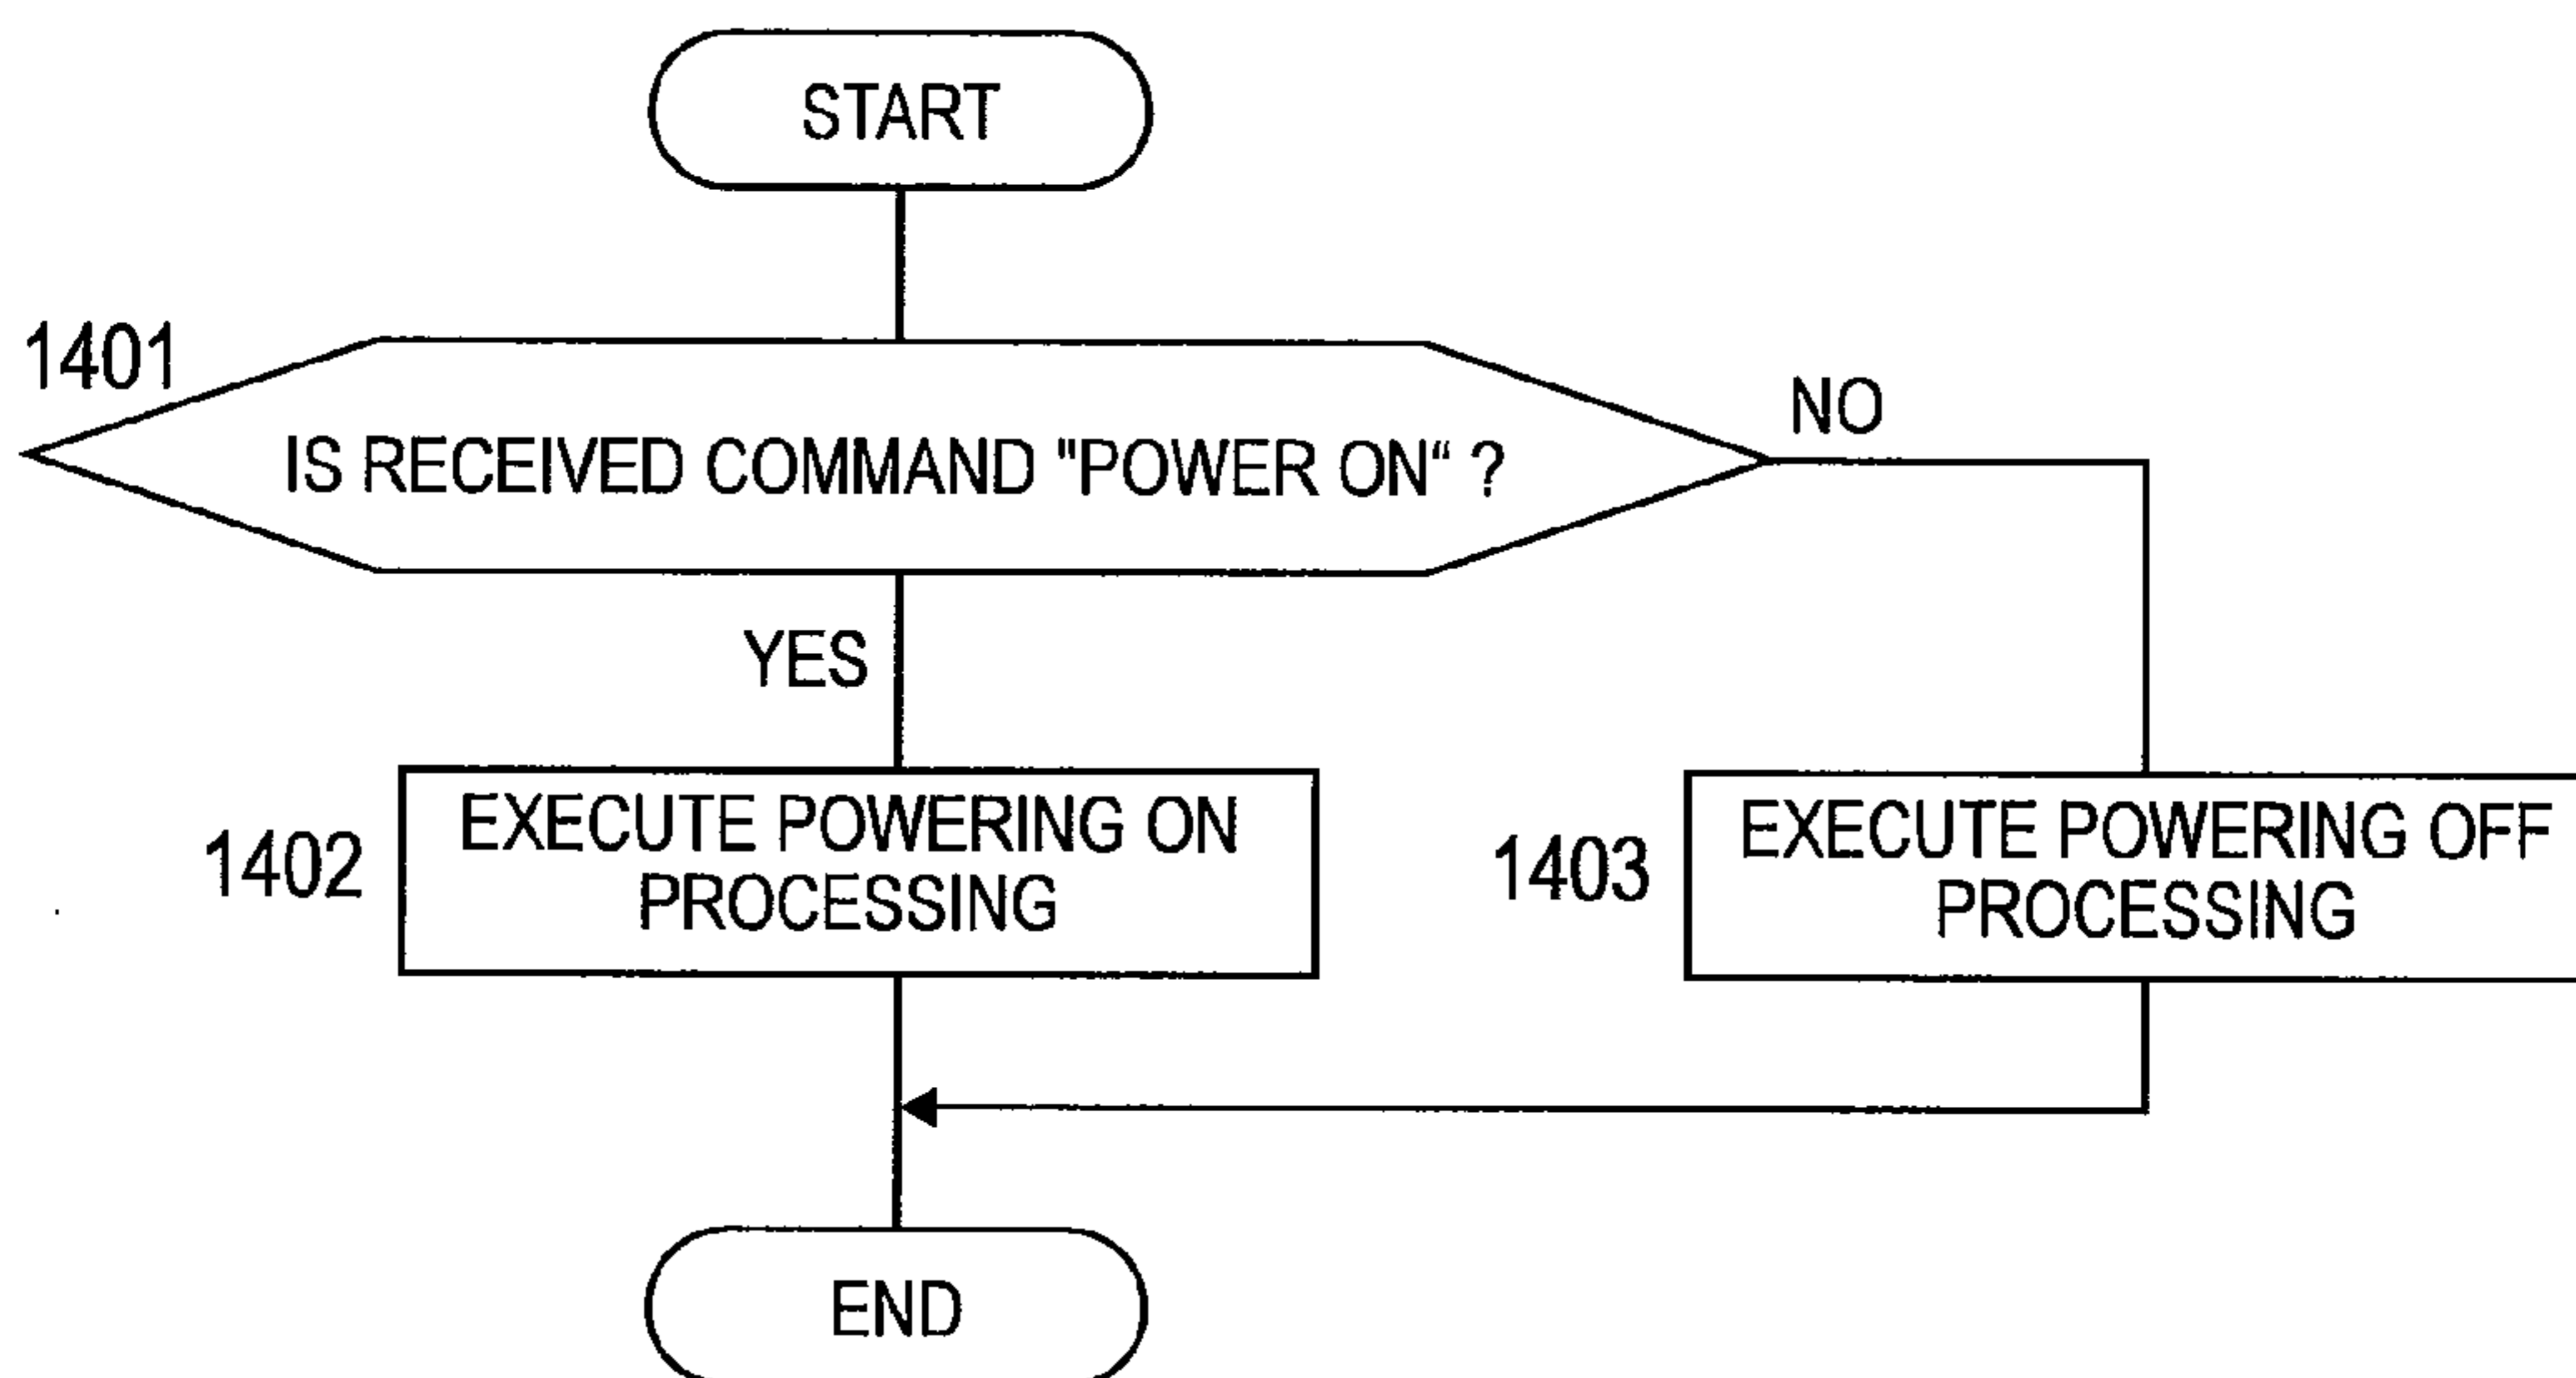 START
1401
IS RECEIVED COMMAND "POWER ON“ ?
NO
YES
1402
EXECUTE POWERING ON
PROCESSING
1403
EXECUTE POWERING OFF
PROCESSING
END